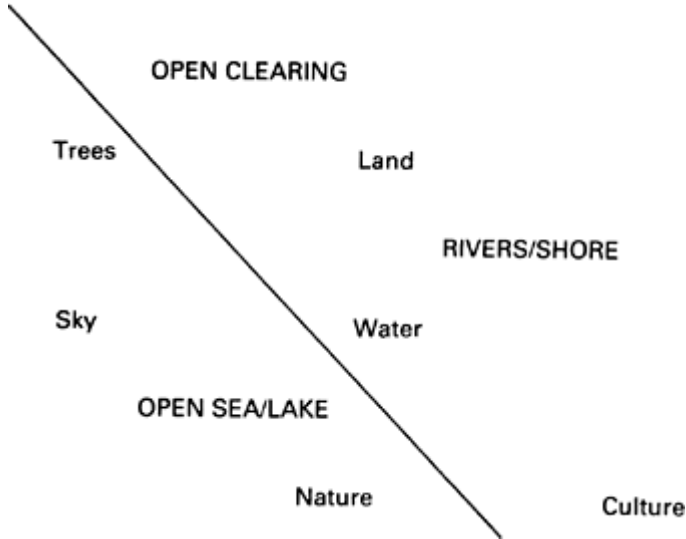 OPEN CLEARING
Trees
Land
RIVERS/SHORE
Sky
Water
OPEN SEA/LAKE
Nature
Culture